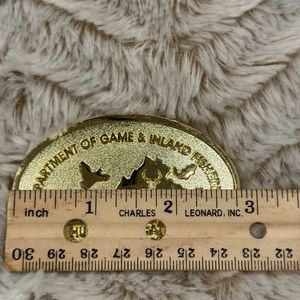 DEPARTMENT OF GAME & INLAND
inch 1 2 3
CHARLES LEONARD, INC.
30 29 28 27 26 25 24 23 22